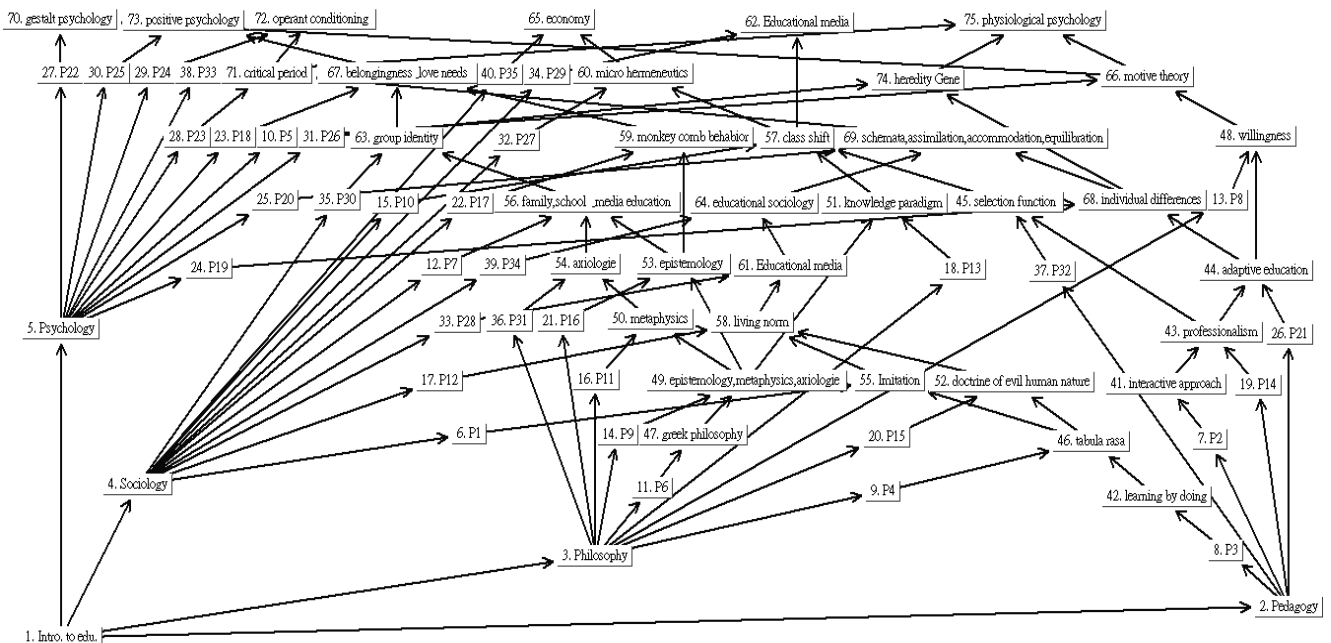 70. gestalt psychology
73. positive psychology
72. operant conditioning
65. economy
62. Educational media
75. physiological psychology
27. P22
30. P25
29. P24
38. P33
71. critical period
67. belongingness ,love needs
40. P35
34. P29
60. micro hermeneutics
74. heredity Gene
66. motive theory
28. P23
23. P18
10. P5
31. P26
63. group identity
32. P27
59. monkey comb behabior
57. class shift
69. schemata,assimilation,accommodation,equilibration
48. willingness
25. P20
35. P30
15. P10
22. P17
56. family,school ,media education
64. educational sociology
51. knowledge paradigm
45. selection function
68. individual differences
13. P8
24. P19
12. P7
39. P34
54. axiologie
53. epistemology
61. Educational media
18. P13
37. P32
44. adaptive education
5. Psychology
33. P28
36. P31
21. P16
50. metaphysics
58. living norm
43. professionalism
26. P21
17. P12
16. P11
49. epistemology,metaphysics,axiologie
55. Imitation
52. doctrine of evil human nature
41. interactive approach
19. P14
6. P1
14. P9
47. greek philosophy
20. P15
46. tabula rasa
7. P2
4. Sociology
11. P6
9. P4
42. learning by doing
3. Philosophy
8. P3
2. Pedagogy
1. Intro. to edu.